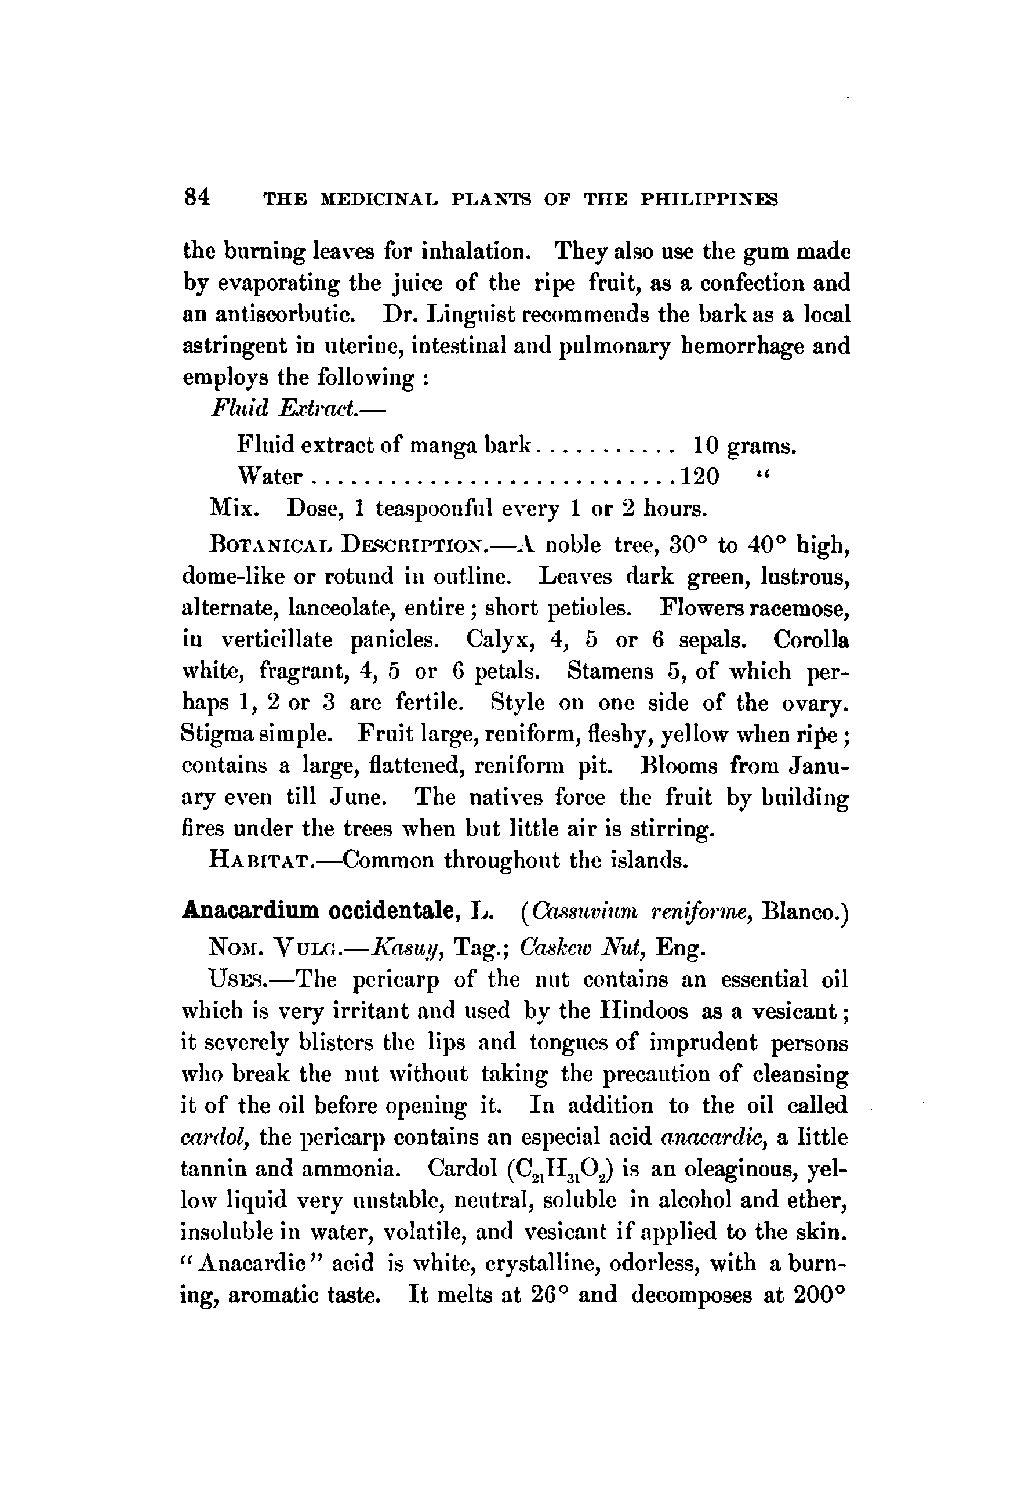 84 THE MEDICINAL PLANTS OF THE PHILIPPINES
the burning leaves for inhalation. They also use the gum made
by evaporating the juice of the ripe fruit, as a confection and
an antiscorbutic. Dr. Linguist recommends the bark as a local
astringent in uterine, intestinal and pulmonary hemorrhage and
employs the following :
Fluid Extract.—
Fluid extract of manga bark........... 10 grams.
Water............................120 “
Mix. Dose, 1 teaspoonful every 1 or 2 hours.
BOTANICAL DESCRIPTION.—A noble tree, 30° to 40° high,
dome-like or rotund in outline. Leaves dark green, lustrous,
alternate, lanceolate, entire; short petioles. Flowers racemose,
in verticillate panicles. Calyx, 4, 5 or 6 sepals. Corolla
white, fragrant, 4, 5 or 6 petals. Stamens 5, of which per-
haps 1, 2 or 3 are fertile. Style on one side of the ovary.
Stigma simple. Fruit large, reniform, fleshy, yellow when ripe;
contains a large, flattened, reniform pit. Blooms from Janu-
ary even till June. The natives force the fruit by building
fires under the trees when but little air is stirring.
HABITAT.—Common throughout the islands.
Anacardium occidentale, L. (Cassuvium reniforme, Blanco.)
NOM. VULG.—Kasuy, Tag.; Caskew Nut, Eng.
USES.—The pericarp of the nut contains an essential oil
which is very irritant and used by the Hindoos as a vesicant;
it severely blisters the lips and tongues of imprudent persons
who break the nut without taking the precaution of cleansing
it of the oil before opening it. In addition to the oil called
cardol, the pericarp contains an especial acid anacardic, a little
tannin and ammonia. Cardol (C₂₁H₃₁O₂) is an oleaginous, yel-
low liquid very unstable, neutral, soluble in alcohol and ether,
insoluble in water, volatile, and vesicant if applied to the skin.
“Anacardic” acid is white, crystalline, odorless, with a burn-
ing, aromatic taste. It melts at 26° and decomposes at 200°